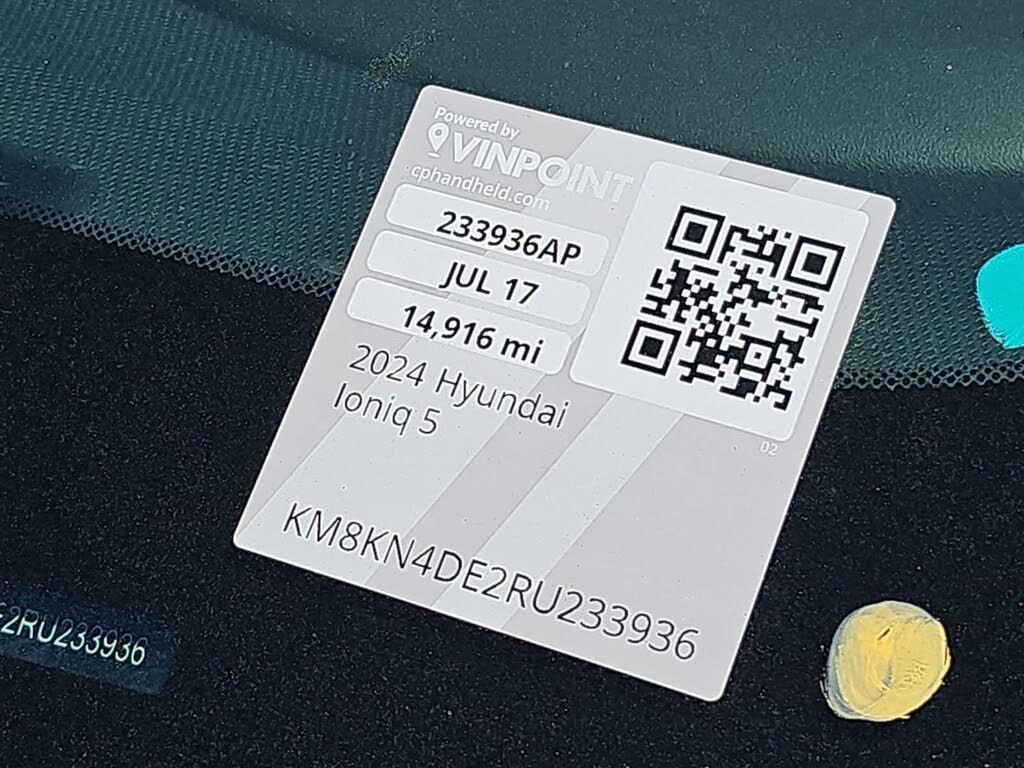 Powered by
VINPOINT
cphandheld.com
233936AP
JUL 17
14,916 mi
2024 Hyundai
Ioniq 5
02
KM8KN4DE2RU233936
E2RU233936